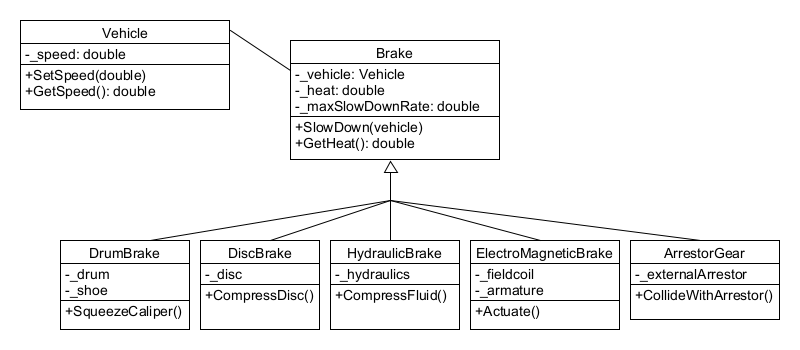 Vehicle
-_speed: double
+SetSpeed(double)
+GetSpeed(): double
Brake
-_vehicle: Vehicle
-_heat: double
-_maxSlowDownRate: double
+SlowDown(vehicle)
+GetHeat(): double
DrumBrake
-_drum
-_shoe
+SqueezeCaliper()
DiscBrake
-_disc
+CompressDisc()
HydraulicBrake
-_hydraulics
+CompressFluid()
ElectroMagneticBrake
-_fieldcoil
-_armature
+Actuate()
ArrestorGear
-_externalArrestor
+CollideWithArrestor()